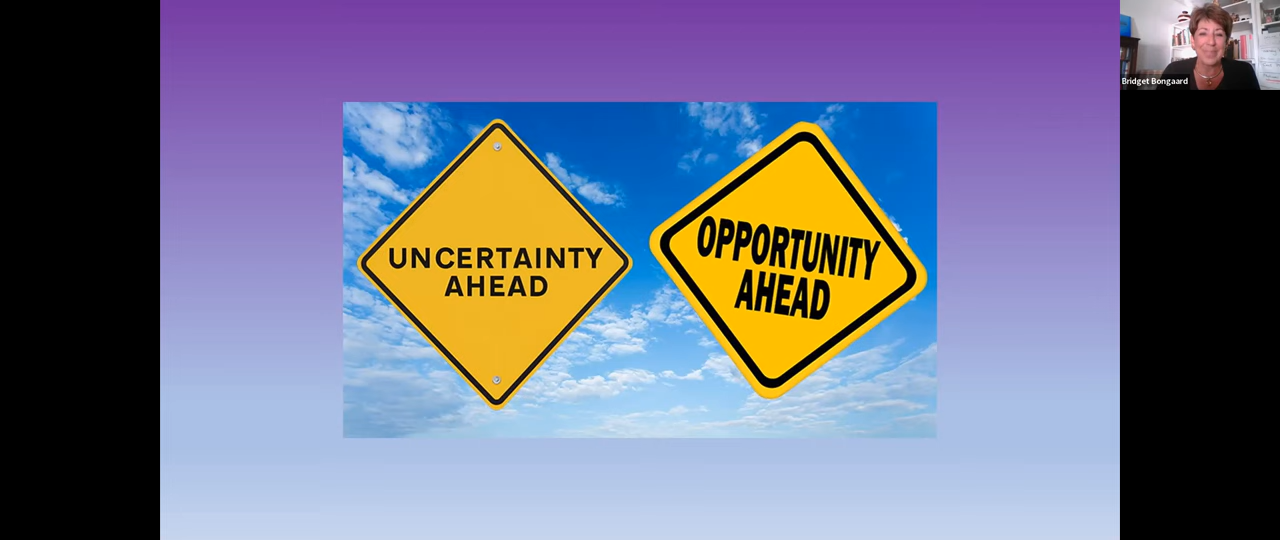 UNCERTAINTY
AHEAD
OPPORTUNITY
AHEAD
Bridget Bongaard